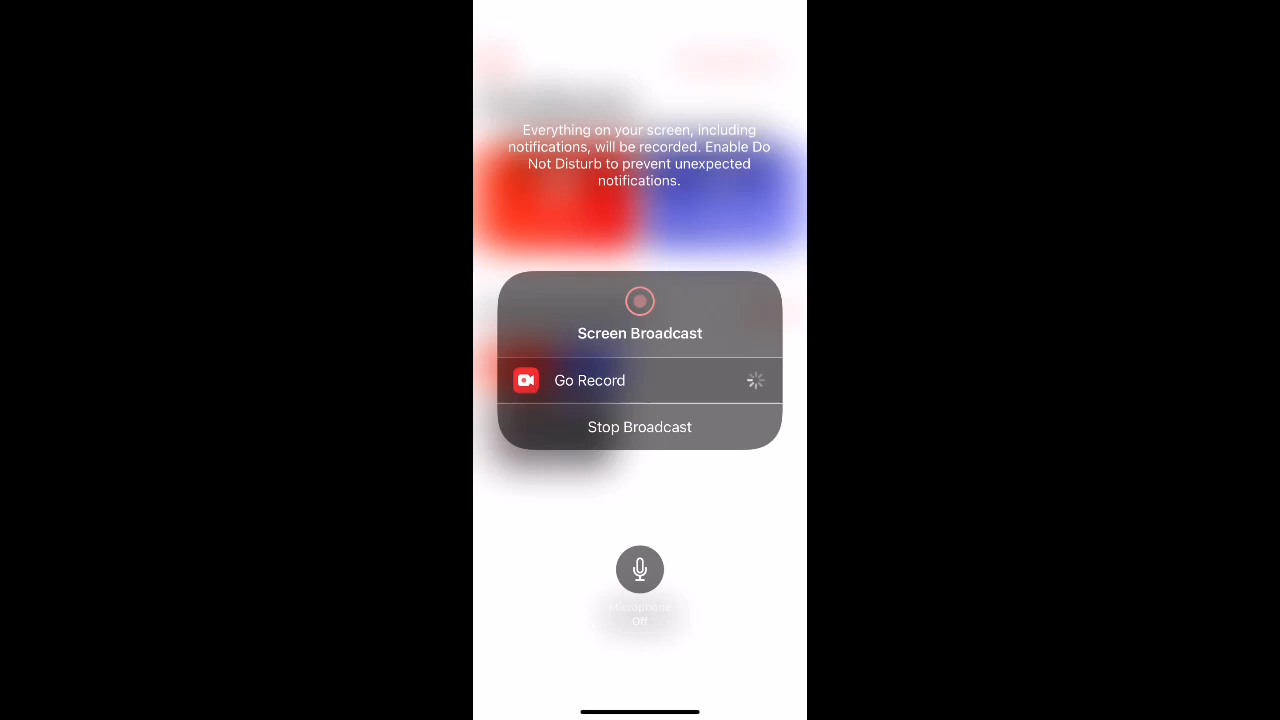 Everything on your screen, including
notifications, will be recorded. Enable Do
Not Disturb to prevent unexpected
notifications.
Screen Broadcast
Go Record
Stop Broadcast
Microphone
Off